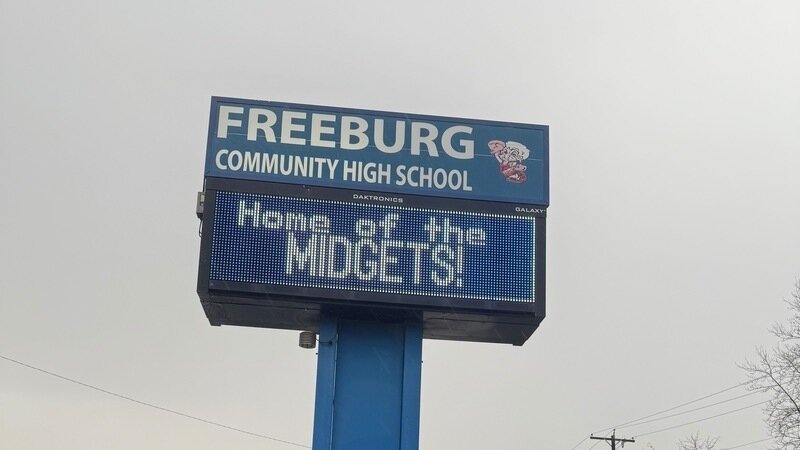 FREEBURG
COMMUNITY HIGH SCHOOL
DAKTRONICS
GALAXY
Home of the
MIDGETS!